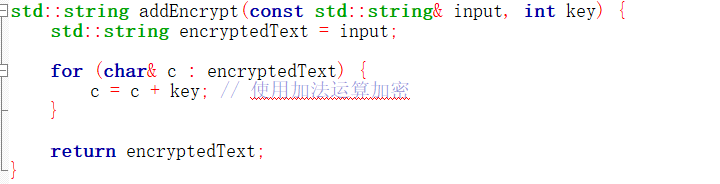 std::string addEncrypt(const std::string& input, int key) {
    std::string encryptedText = input;
    for (char& c : encryptedText) {
        c = c + key; // 使用加法运算加密
    }
    return encryptedText;
}